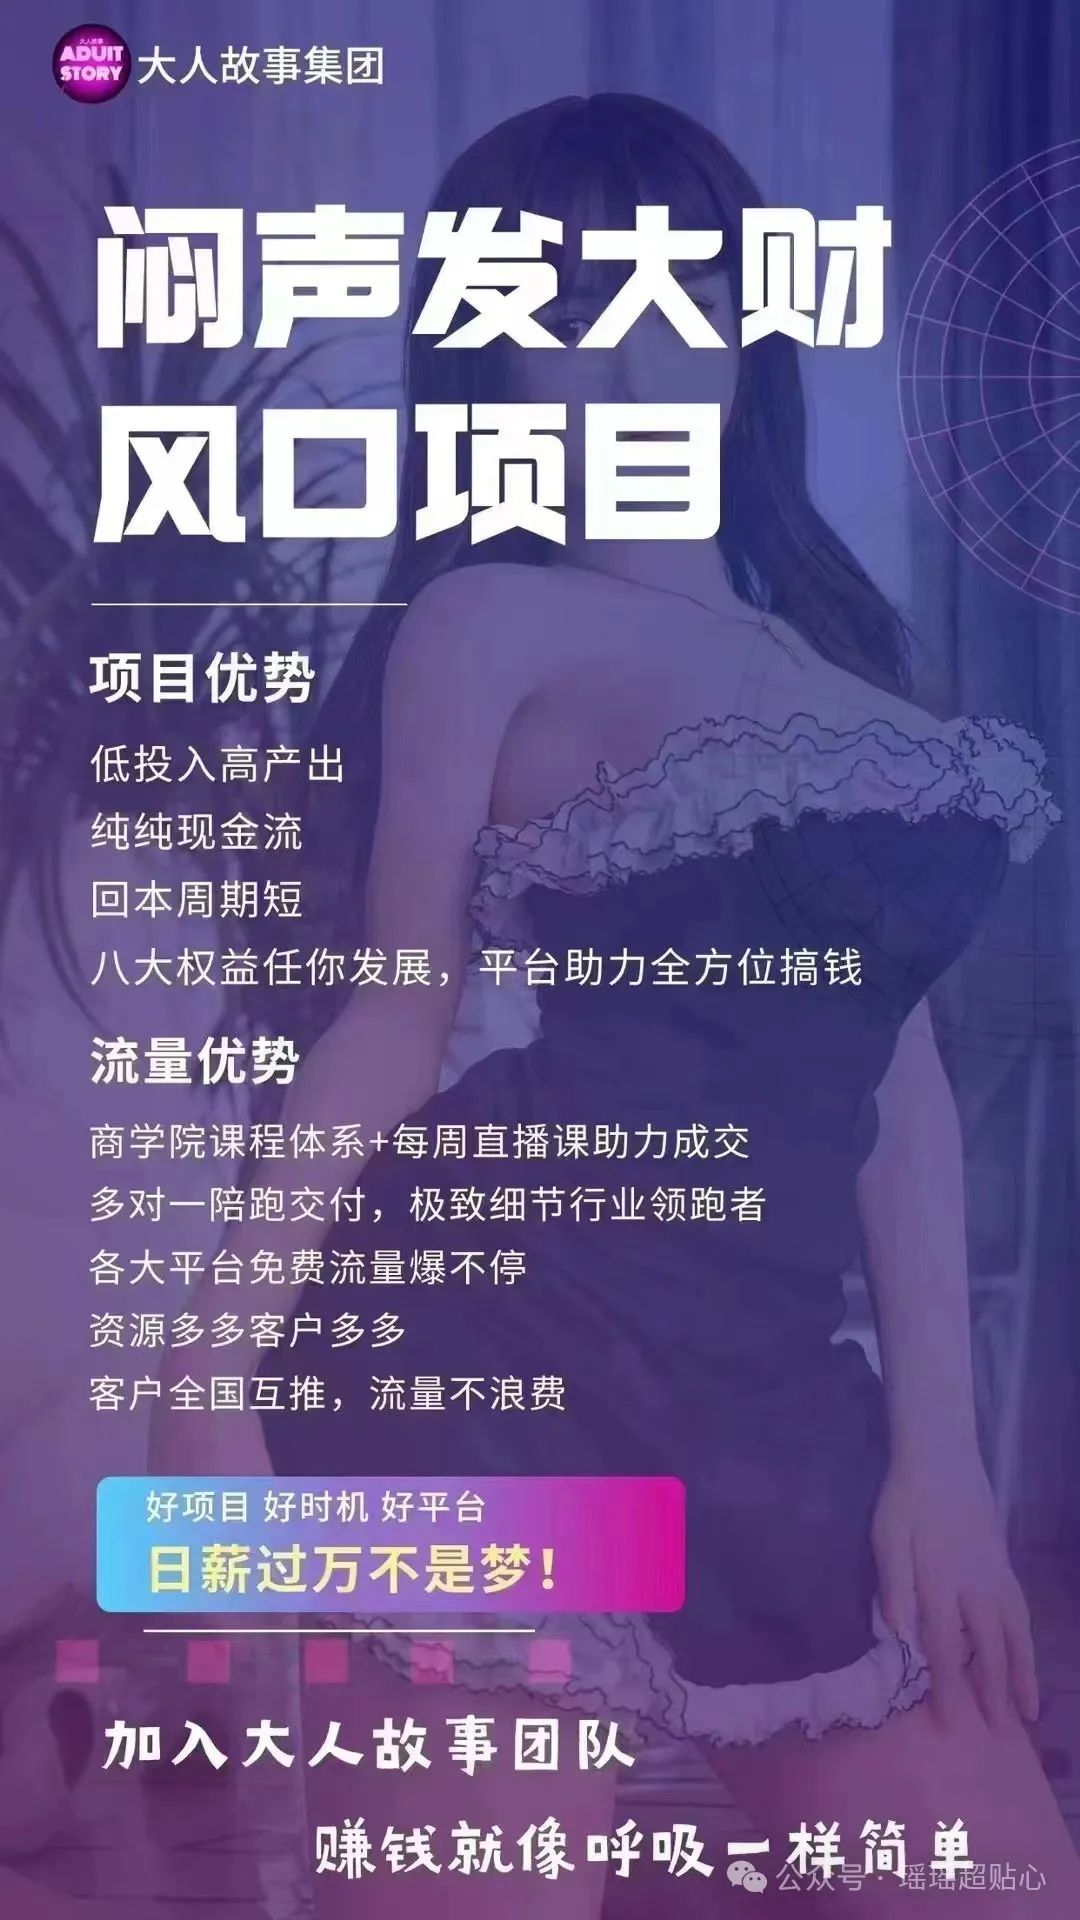 大人故事
ADUIT
STORY
大人故事集团
闷声发大财
风口项目
项目优势
低投入高产出
纯纯现金流
回本周期短
八大权益任你发展，平台助力全方位搞钱
流量优势
商学院课程体系+每周直播课助力成交
多对一陪跑交付，极致细节行业领跑者
各大平台免费流量爆不停
资源多多客户多多
客户全国互推，流量不浪费
好项目 好时机 好平台
日薪过万不是梦！
加入大人故事团队
赚钱就像呼吸一样简单
公众号·瑶瑶超贴心